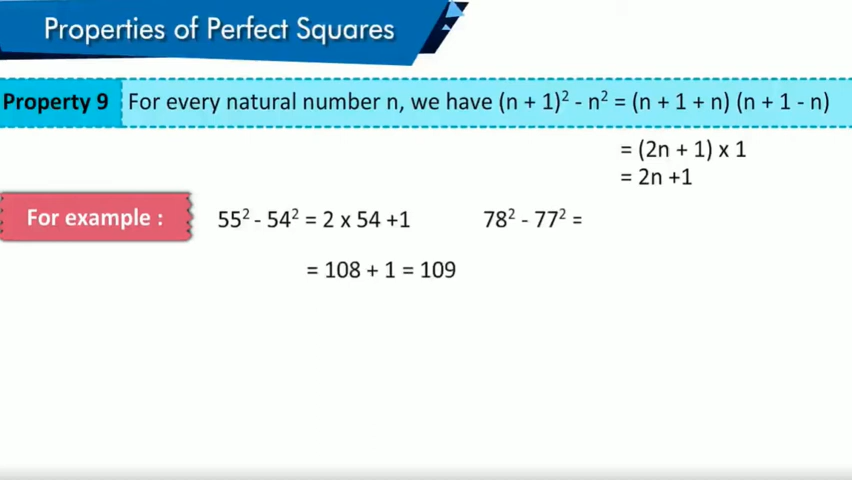 Properties of Perfect Squares
Property 9 For every natural number n, we have (n + 1)² - n² = (n + 1 + n) (n + 1 - n)
= (2n + 1) x 1
= 2n +1
For example : 55² - 54² = 2 x 54 +1 78² - 77² =
= 108 + 1 = 109